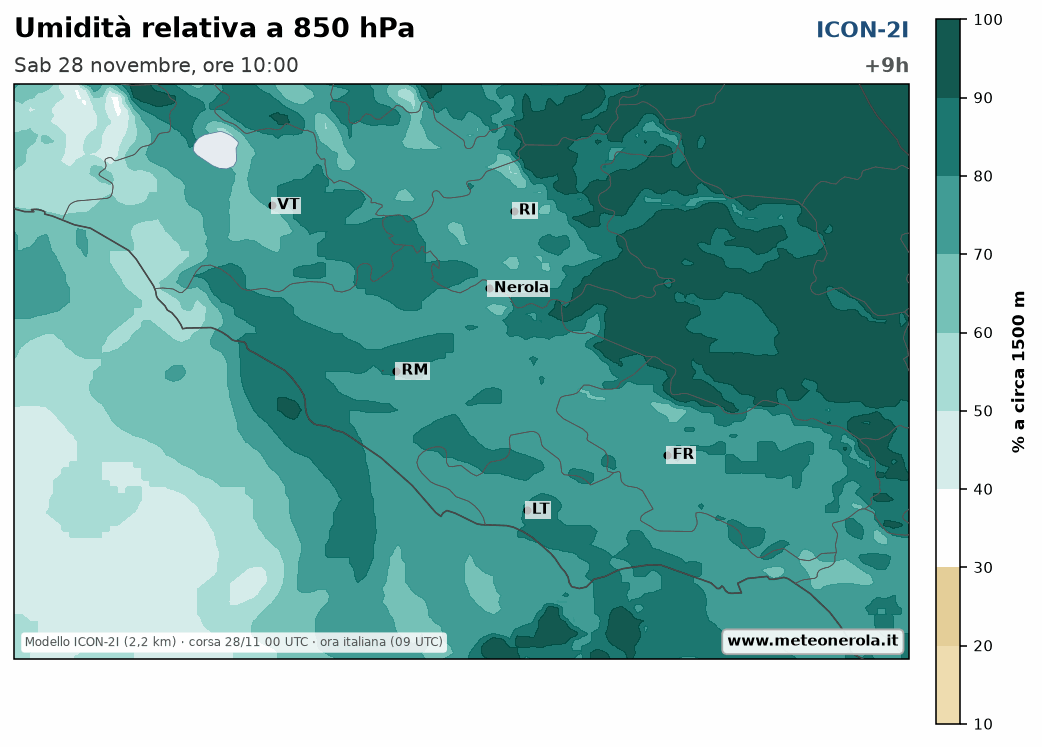 Umidità relativa a 850 hPa
ICON-2I
Sab 28 novembre, ore 10:00
+9h
100
90
80
70
60
50
40
30
20
10
% a circa 1500 m
VT
RI
Nerola
RM
FR
LT
Modello ICON-2I (2,2 km) · corsa 28/11 00 UTC · ora italiana (09 UTC)
www.meteonerola.it